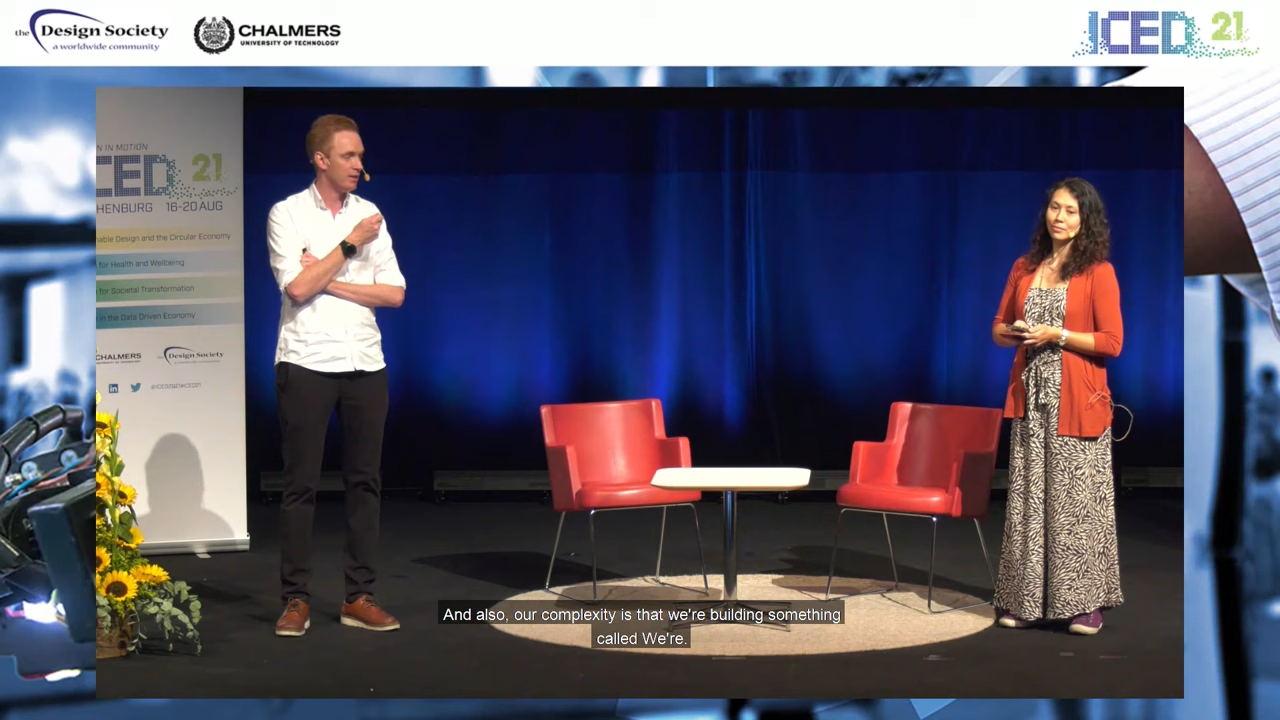 the Design Society
a worldwide community
CHALMERS
UNIVERSITY OF TECHNOLOGY
ICED 21
N IN MOTION
CED 21
HENBURG 16-20 AUG
nable Design and the Circular Economy
for Health and Wellbeing
for Societal Transformation
in the Data Driven Economy
CHALMERS
Design Society
And also, our complexity is that we're building something
called We're.